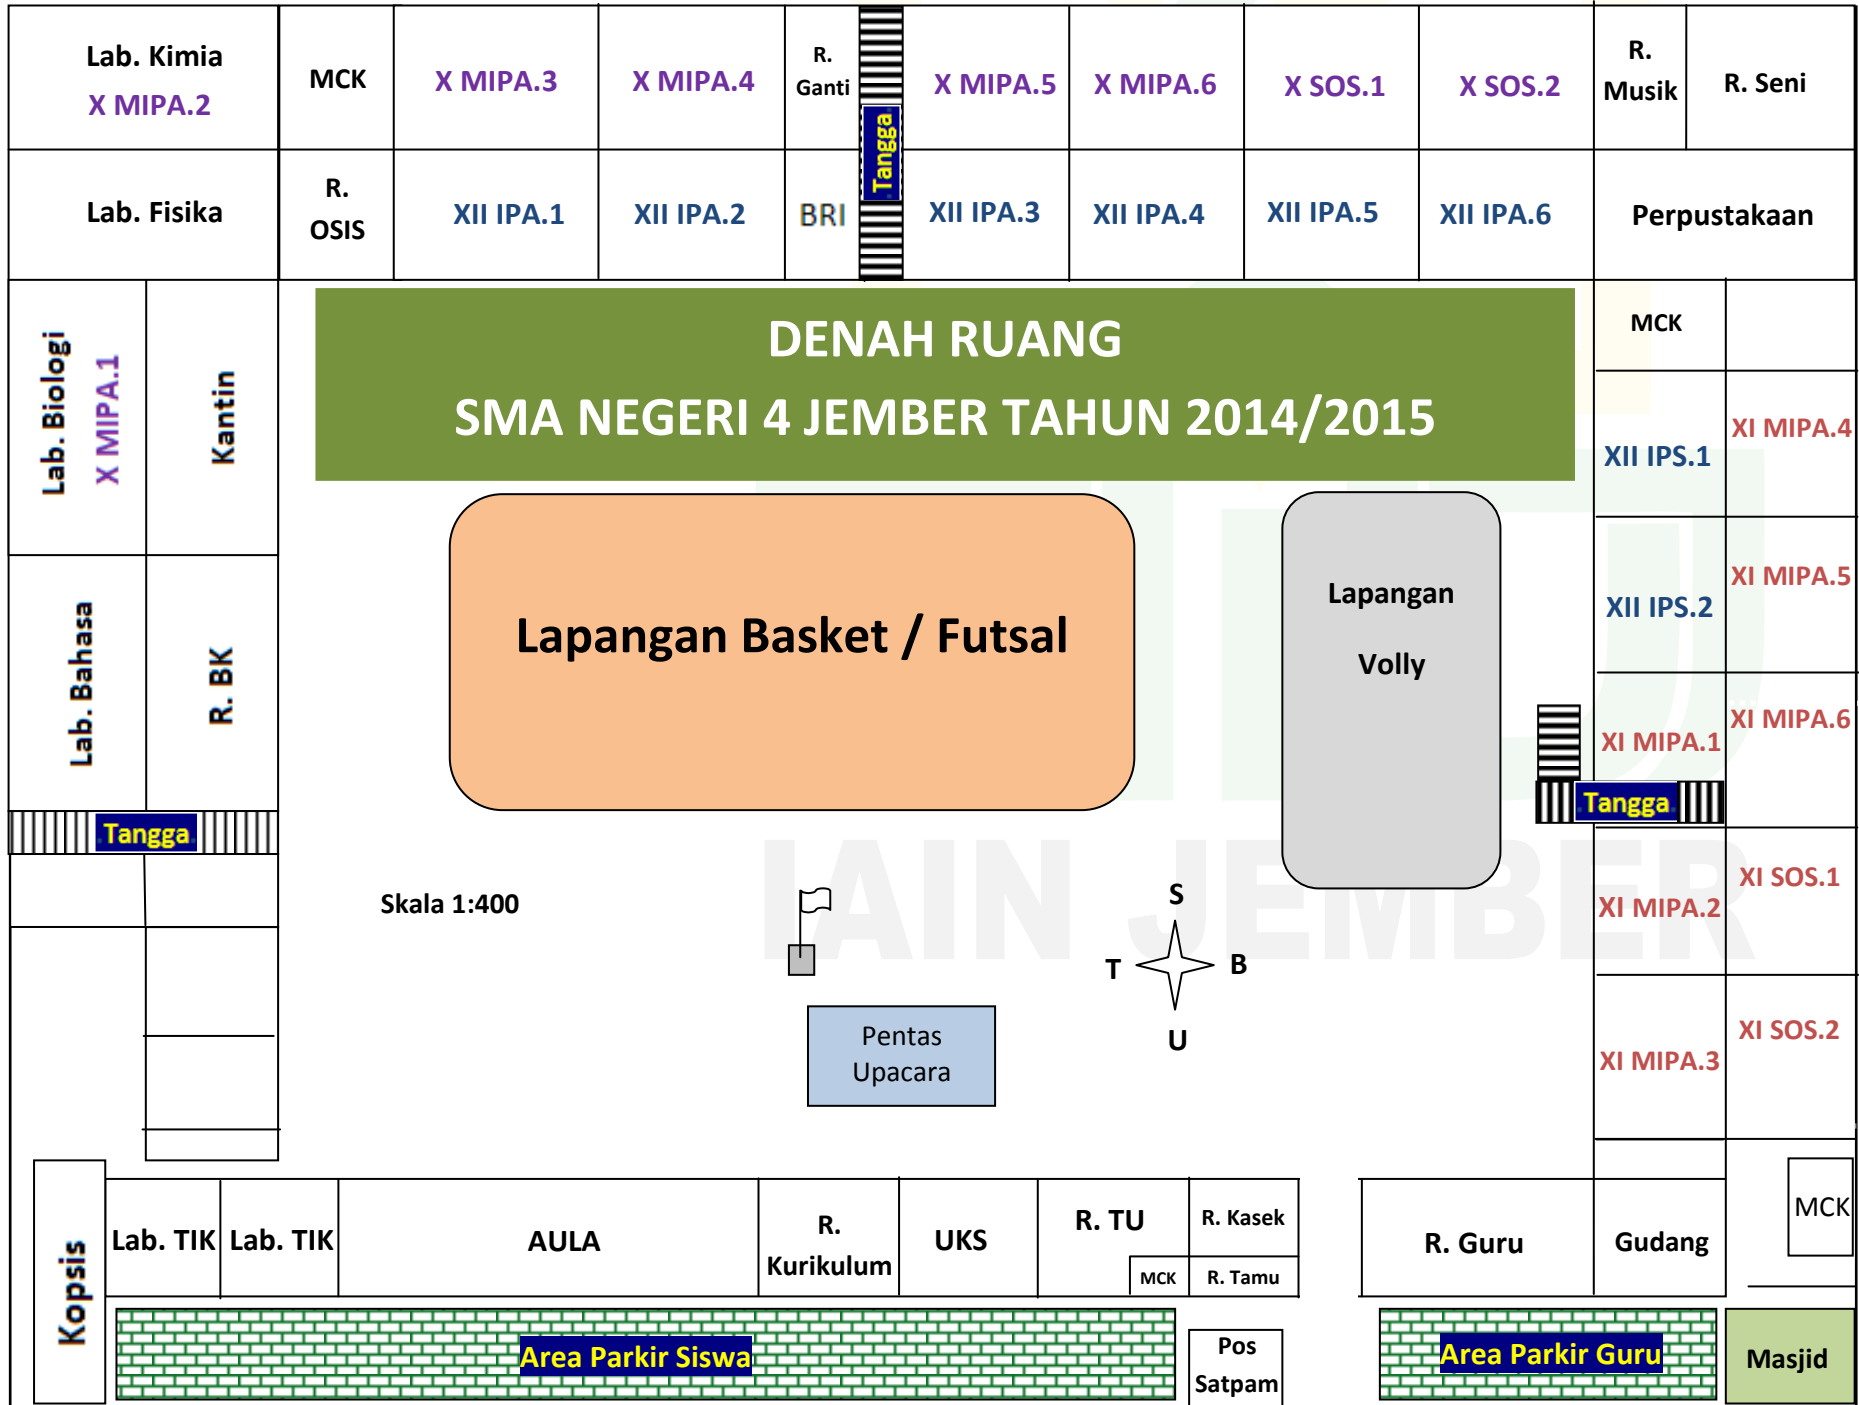 Lab. Kimia
X MIPA.2
MCK
X MIPA.3
X MIPA.4
R.
Ganti
X MIPA.5
X MIPA.6
X SOS.1
X SOS.2
R.
Musik
R. Seni
Tangga
Lab. Fisika
R.
OSIS
XII IPA.1
XII IPA.2
BRI
XII IPA.3
XII IPA.4
XII IPA.5
XII IPA.6
Perpustakaan
DENAH RUANG
SMA NEGERI 4 JEMBER TAHUN 2014/2015
Lab. Biologi
X MIPA.1
Kantin
MCK
XII IPS.1
XI MIPA.4
Lab. Bahasa
R. BK
Lapangan Basket / Futsal
Lapangan
Volly
XII IPS.2
XI MIPA.5
XI MIPA.1
XI MIPA.6
Tangga
Tangga
Skala 1:400
IAIN JEMBER
S
T
B
U
XI MIPA.2
XI SOS.1
Pentas
Upacara
XI MIPA.3
XI SOS.2
Kopsis
Lab. TIK
Lab. TIK
AULA
R.
Kurikulum
UKS
R. TU
MCK
R. Kasek
R. Tamu
R. Guru
Gudang
MCK
Area Parkir Siswa
Pos
Satpam
Area Parkir Guru
Masjid